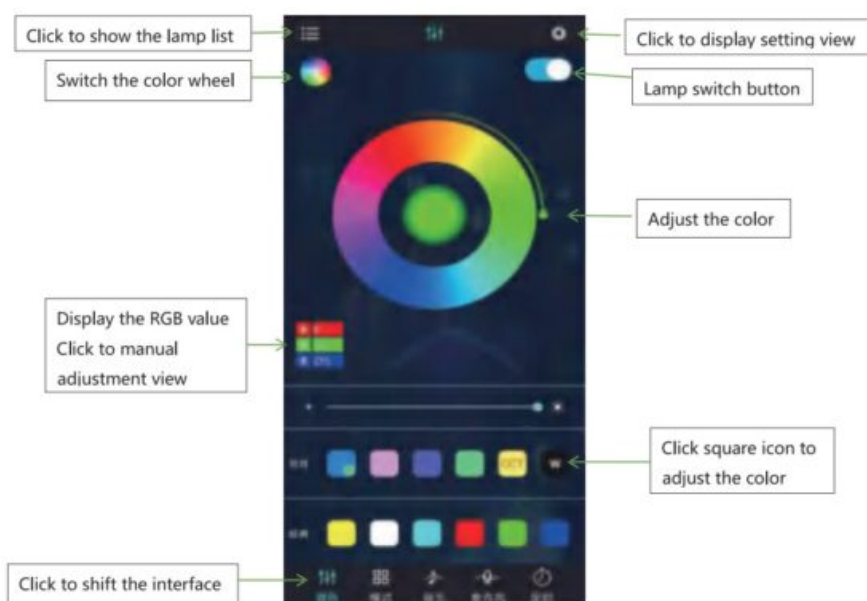 Click to show the lamp list
Click to display setting view
Switch the color wheel
Lamp switch button
Adjust the color
Display the RGB value
Click to manual
adjustment view
Click square icon to
adjust the color
W
Click to shift the interface